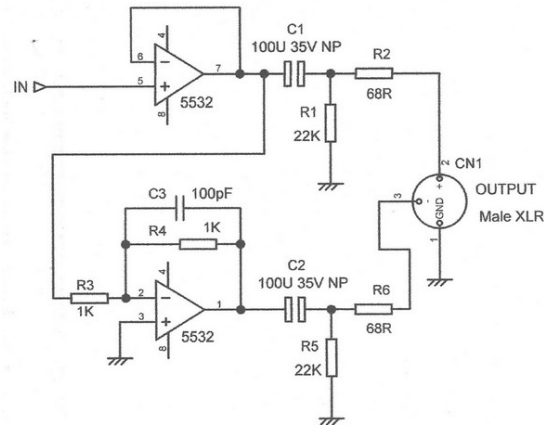 C1
100U 35V NP
R2
68R
4
6
7
5
8
5532
IN
R1
22K
2
CN1
+
3
-
GND
1
OUTPUT
Male XLR
C3
100pF
R4
1K
R3
1K
4
2
1
3
8
5532
C2
100U 35V NP
R6
68R
R5
22K